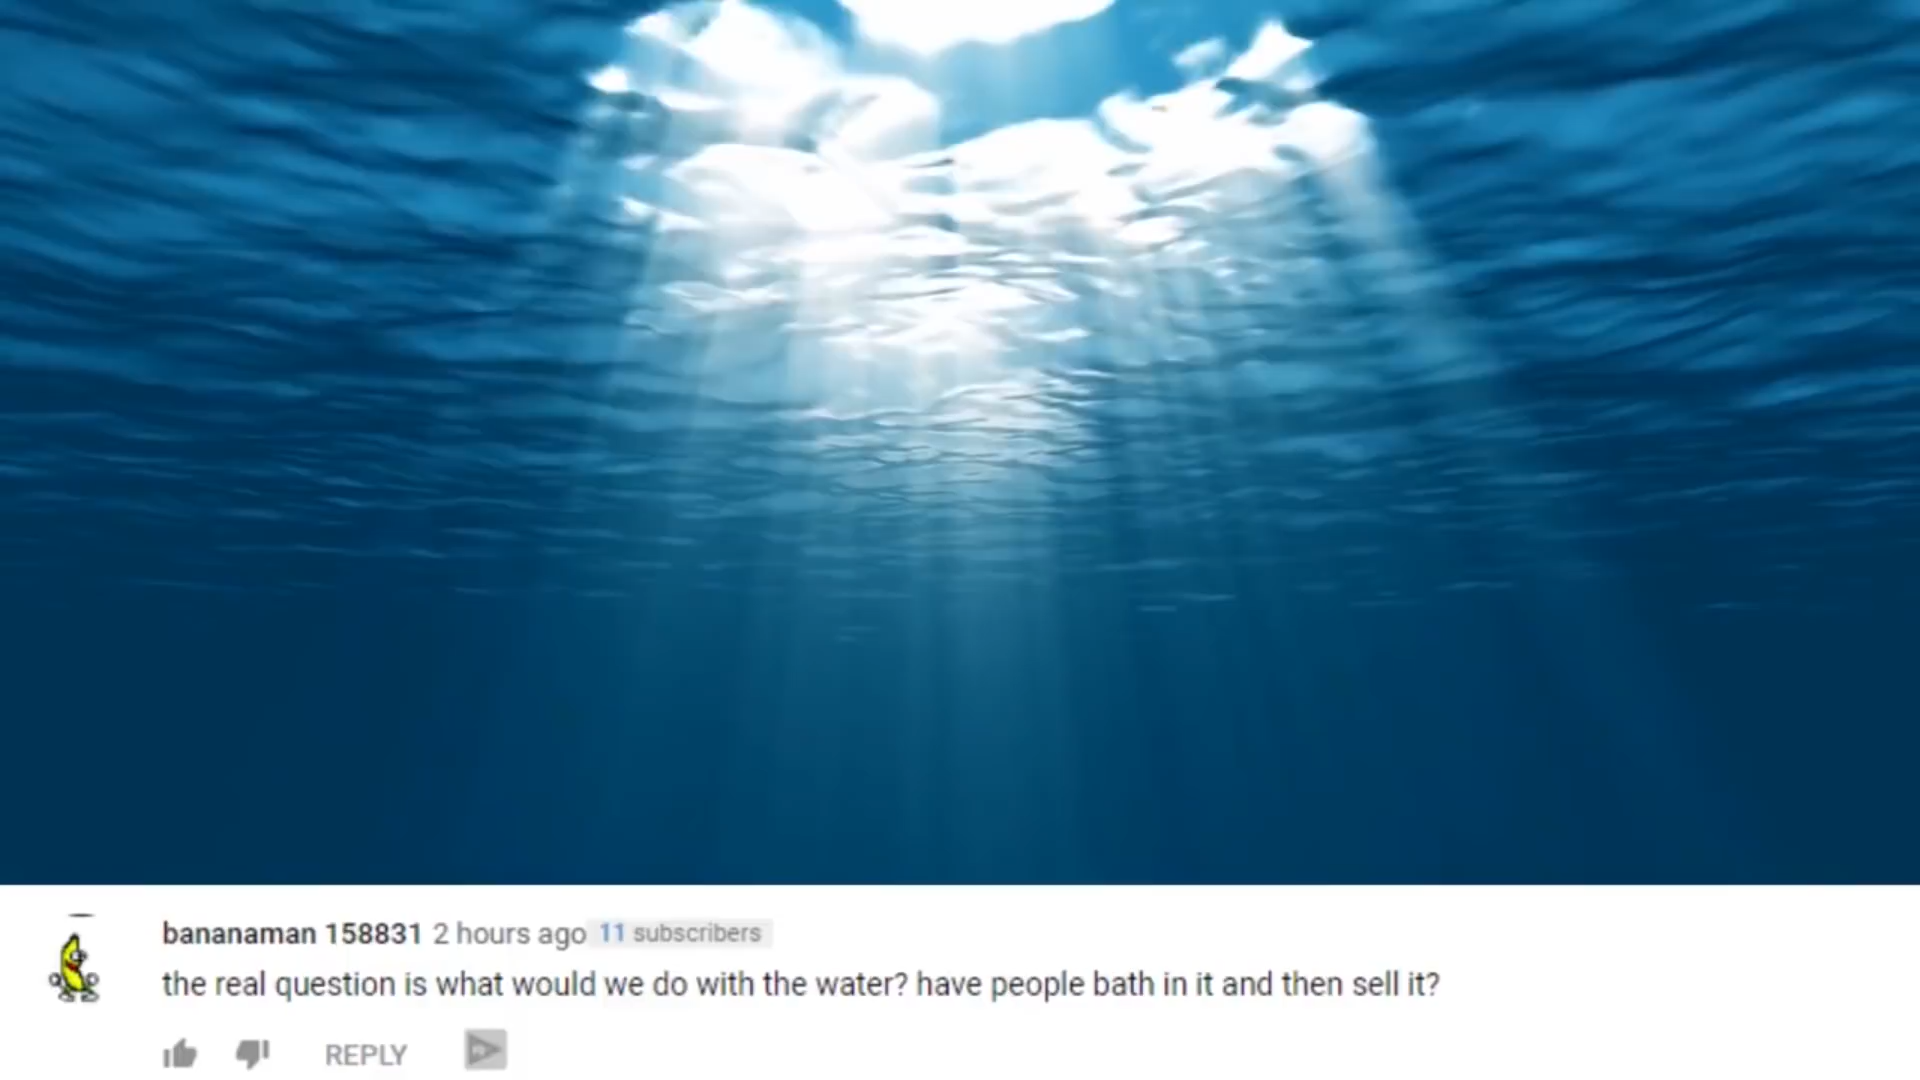 bananaman 158831 2 hours ago 11 subscribers
the real question is what would we do with the water? have people bath in it and then sell it?
REPLY